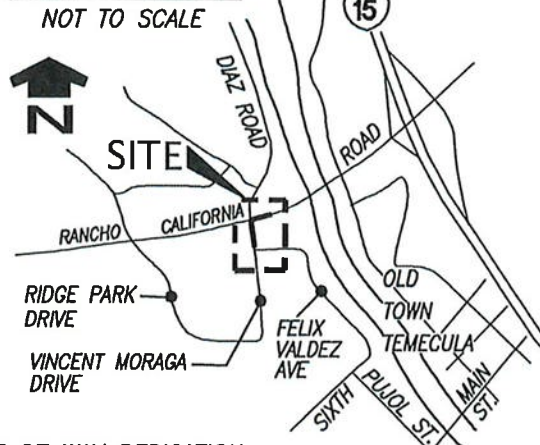 NOT TO SCALE
15
N
DIAZ ROAD
SITE
ROAD
CALIFORNIA
RANCHO
RIDGE PARK
DRIVE
VINCENT MORAGA
DRIVE
FELIX
VALDEZ
AVE
OLD
TOWN
TEMECULA
SIXTH
PUJOL ST
MAIN
ST.